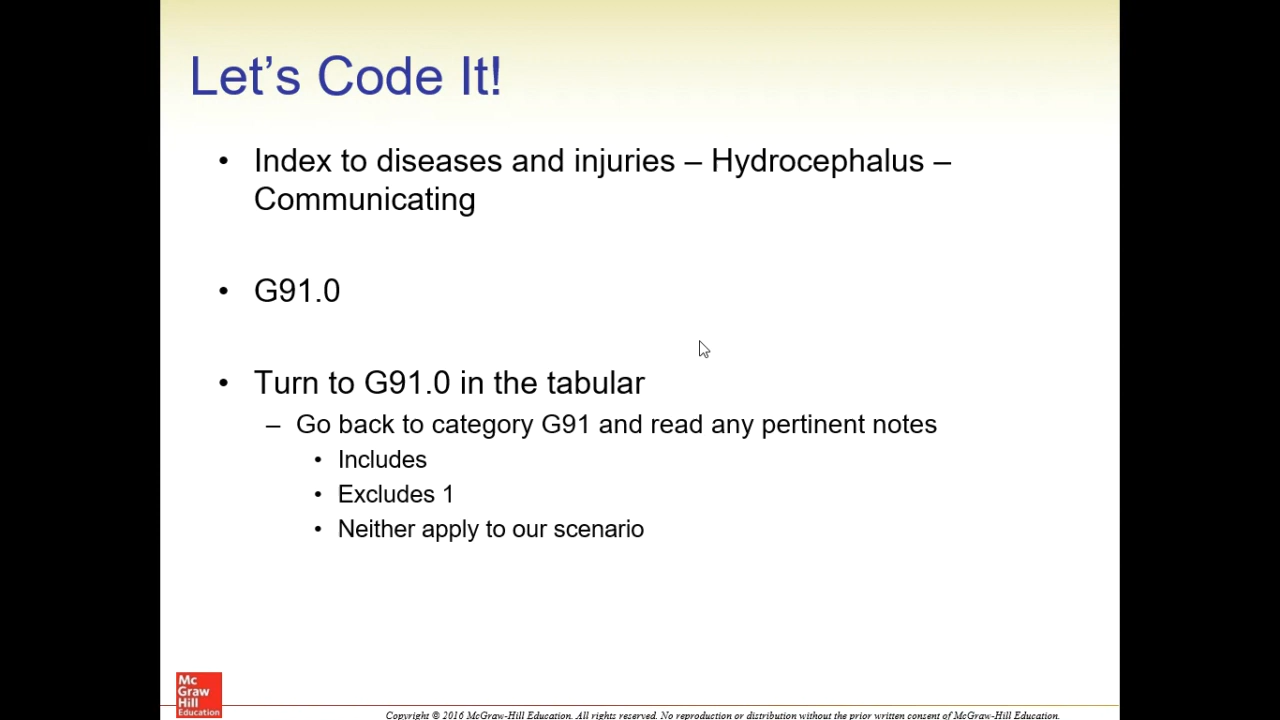 Let’s Code It!
• Index to diseases and injuries – Hydrocephalus –
Communicating
• G91.0
• Turn to G91.0 in the tabular
– Go back to category G91 and read any pertinent notes
• Includes
• Excludes 1
• Neither apply to our scenario
Mc
Graw
Hill
Education
Copyright © 2016 McGraw-Hill Education. All rights reserved. No reproduction or distribution without the prior written consent of McGraw-Hill Education.